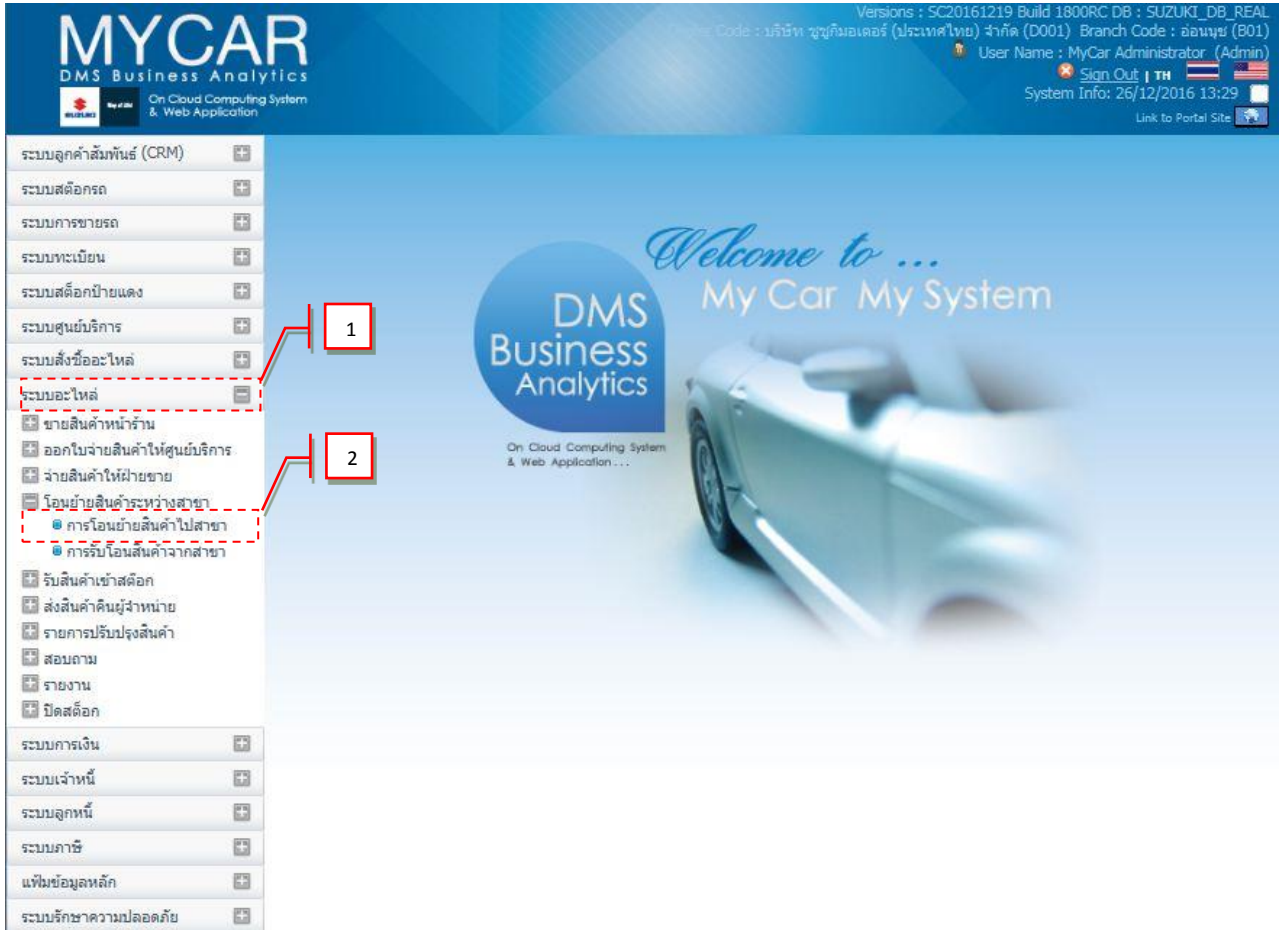 MYCAR
DMS Business Analytics
On Cloud Computing System
& Web Application
SUZUKI
Way of Life!
Versions : SC20161219 Build 1800RC DB : SUZUKI_DB_REAL
Code : บริษัท ซูซูกิมอเตอร์ (ประเทศไทย) จำกัด (D001) Branch Code : อ่อนนุช (B01)
User Name : MyCar Administrator (Admin)
Sign Out | TH
System Info: 26/12/2016 13:29
Link to Portal Site
ระบบลูกค้าสัมพันธ์ (CRM)
ระบบสต๊อกรถ
ระบบการขายรถ
ระบบทะเบียน
ระบบสต็อกป้ายแดง
ระบบศูนย์บริการ
ระบบสั่งซื้ออะไหล่
ระบบอะไหล่
ขายสินค้าหน้าร้าน
ออกใบจ่ายสินค้าให้ศูนย์บริการ
จ่ายสินค้าให้ฝ่ายขาย
โอนย้ายสินค้าระหว่างสาขา
การโอนย้ายสินค้าไปสาขา
การรับโอนสินค้าจากสาขา
รับสินค้าเข้าสต๊อก
ส่งสินค้าคืนผู้จำหน่าย
รายการปรับปรุงสินค้า
สอบถาม
รายงาน
ปิดสต็อก
ระบบการเงิน
ระบบเจ้าหนี้
ระบบลูกหนี้
ระบบภาษี
แฟ้มข้อมูลหลัก
ระบบรักษาความปลอดภัย
1
2
Welcome to ...
My Car My System
DMS
Business
Analytics
On Cloud Computing System
& Web Application ...